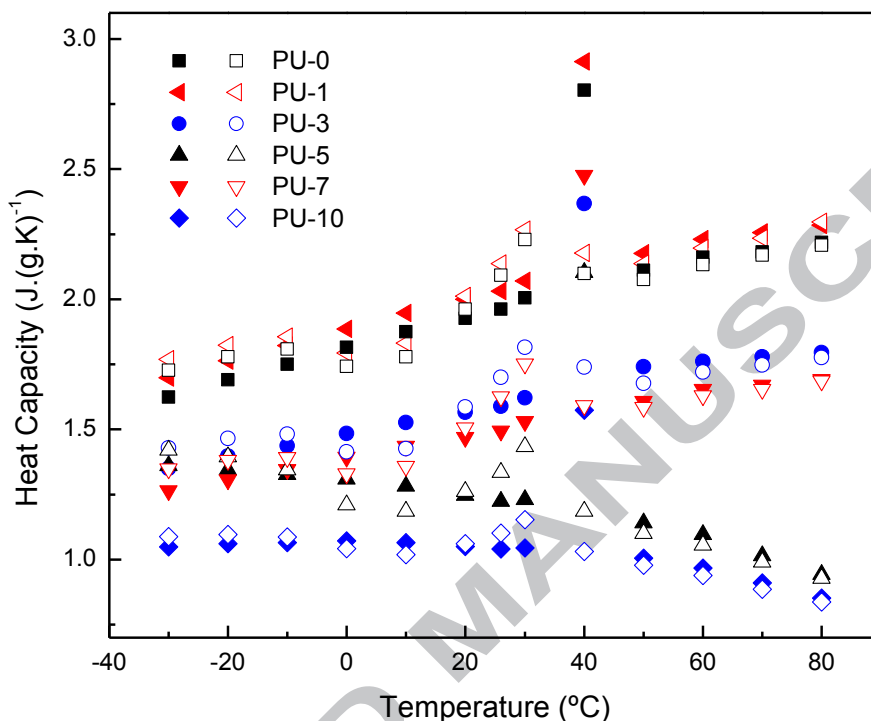 3.0
PU-0
PU-1
PU-3
PU-5
PU-7
PU-10
2.5
2.0
1.5
1.0
Heat Capacity (J.(g.K)⁻¹)
-40
-20
0
20
40
60
80
Temperature (ºC)
D MANUSC